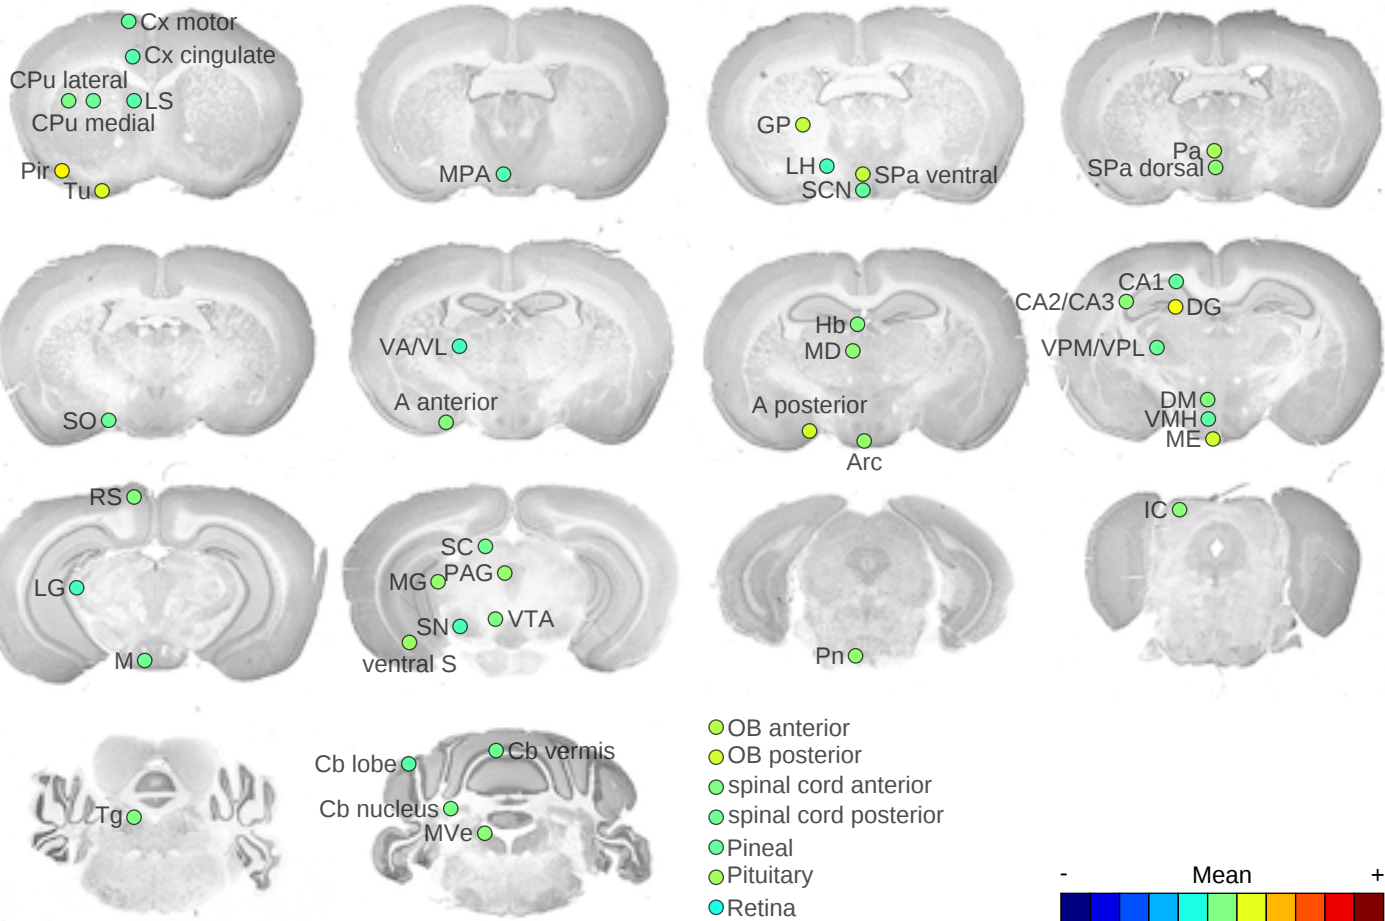 Cx motor
Cx cingulate
CPu lateral
LS
CPu medial
Pir
Tu
MPA
GP
LH
SPa ventral
SCN
Pa
SPa dorsal
SO
VA/VL
A anterior
Hb
MD
A posterior
Arc
CA1
CA2/CA3
DG
VPM/VPL
DM
VMH
ME
RS
LG
M
SC
MG
PAG
SN
VTA
ventral S
Pn
IC
Tg
Cb lobe
Cb vermis
Cb nucleus
MVe
OB anterior
OB posterior
spinal cord anterior
spinal cord posterior
Pineal
Pituitary
Retina
- Mean +